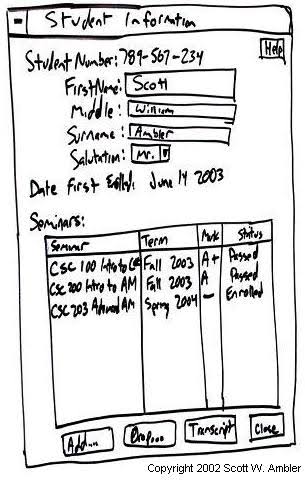 Student Information
Help
Student Number: 789-567-234
First Name: Scott
Middle: William
Surname: Ambler
Salutation: Mr.
Date First June 14 2003
Seminars:
Seminar Term Mark Status
CSC 100 Intro to Fall 2003 A+ Passed
CSC 200 Intro to AM Fall 2003 A Passed
CSC 203 Advanced AM Spring 2004 — Enrolled
Add... Drop... Transcript Close
Copyright 2002 Scott W. Ambler